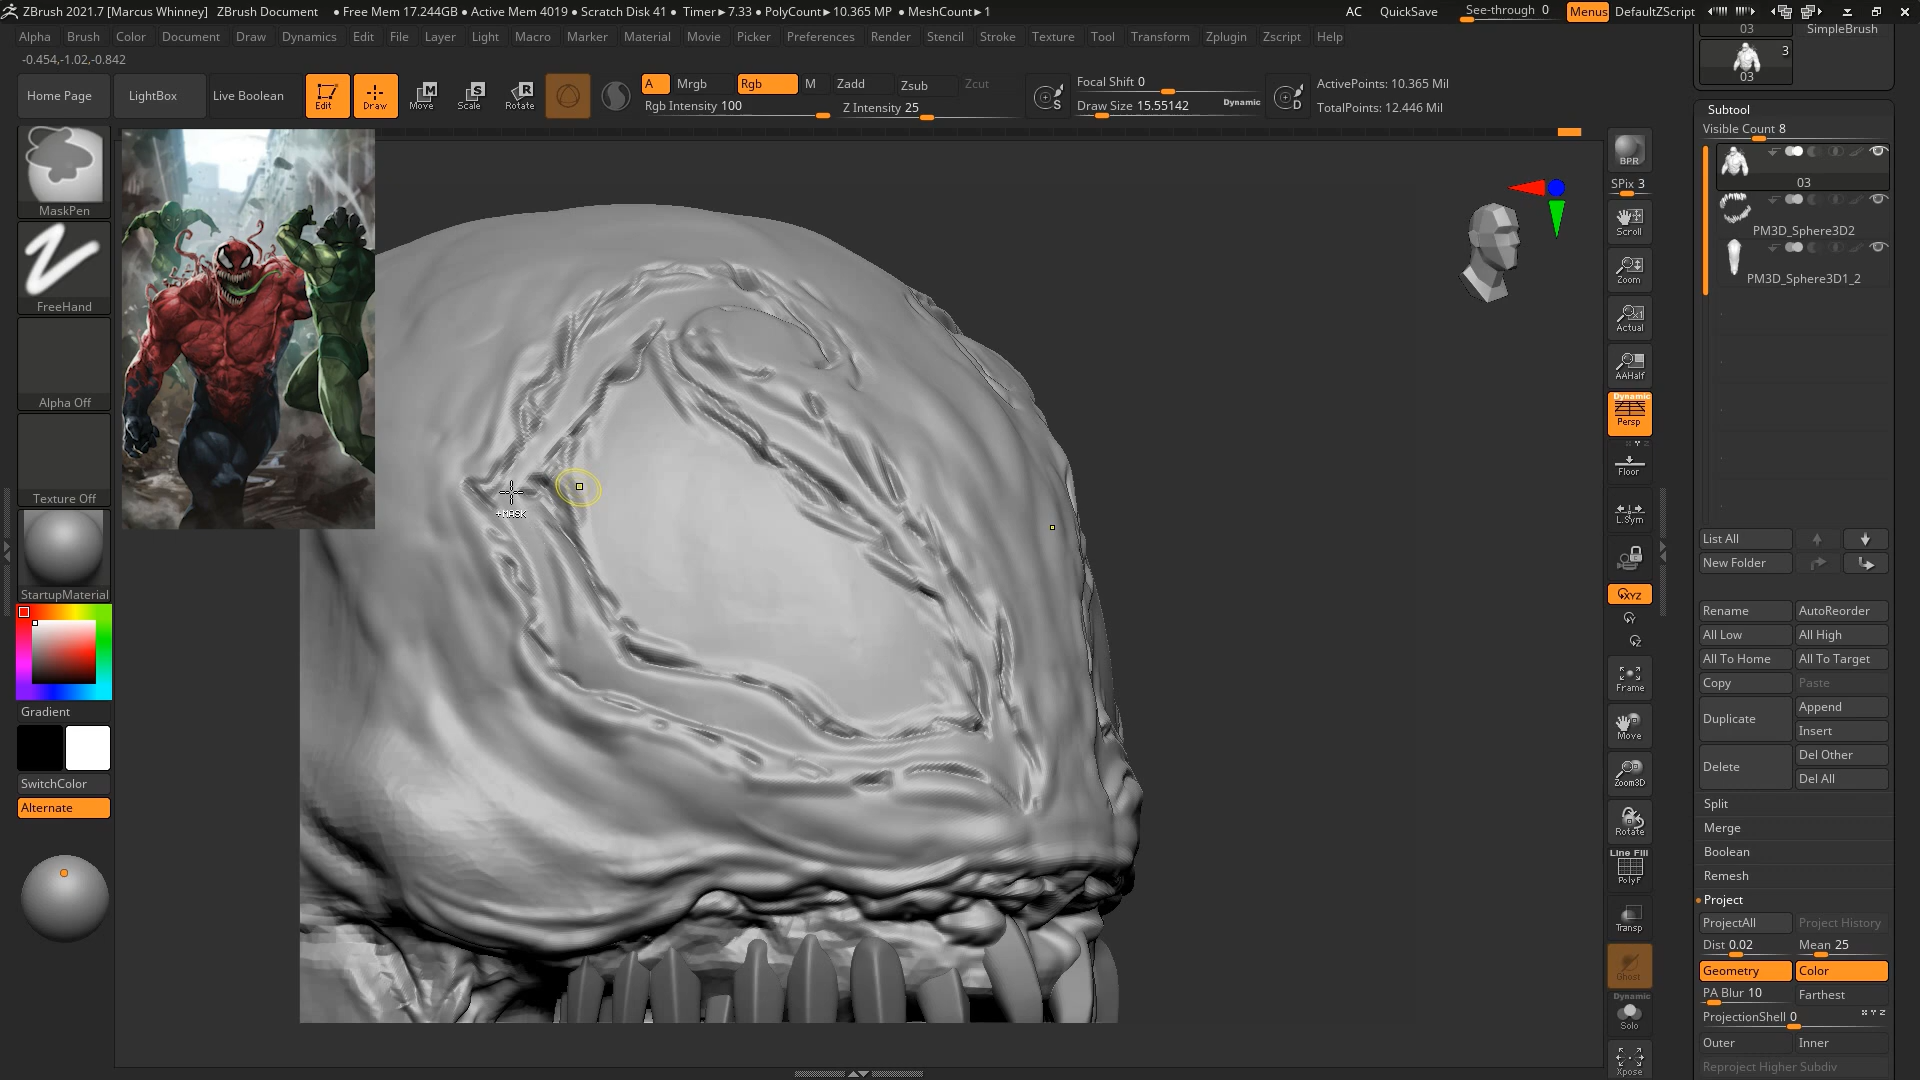 ZBrush 2021.7 [Marcus Whinney] ZBrush Document ● Free Mem 17.244GB ● Active Mem 4019 ● Scratch Disk 41 ● Timer►7.33 ● PolyCount►10.365 MP ● MeshCount►1 AC QuickSave See-through 0 Menus DefaultZScript
Alpha Brush Color Document Draw Dynamics Edit File Layer Light Macro Marker Material Movie Picker Preferences Render Stencil Stroke Texture Tool Transform Zplugin Zscript Help
-0.454,-1.02,-0.842
Home Page LightBox Live Boolean Edit Draw Move Scale Rotate
M S R
A Mrgb Rgb M Zadd Zsub Zcut
Rgb Intensity 100 Z Intensity 25
S Focal Shift 0
Draw Size 15.55142 Dynamic D
ActivePoints: 10.365 Mil
TotalPoints: 12.446 Mil
MaskPen
FreeHand
Alpha Off
Texture Off
StartupMaterial
Gradient
SwitchColor
Alternate
+MASK
BPR
SPix 3
Scroll
Zoom
Actual
AAHalf
Dynamic
Persp
Floor
L.Sym
XYZ
Y
Z
Frame
Move
Zoom3D
Rotate
Line Fill
PolyF
Transp
Ghost
Dynamic
Solo
Xpose
03 SimpleBrush
3
03
Subtool
Visible Count 8
03
PM3D_Sphere3D2
PM3D_Sphere3D1_2
List All
New Folder
Rename AutoReorder
All Low All High
All To Home All To Target
Copy Paste
Duplicate Append
Insert
Delete Del Other
Del All
Split
Merge
Boolean
Remesh
Project
ProjectAll Project History
Dist 0.02 Mean 25
Geometry Color
PA Blur 10 Farthest
ProjectionShell 0 X Y Z
Outer Inner
Reproject Higher Subdiv